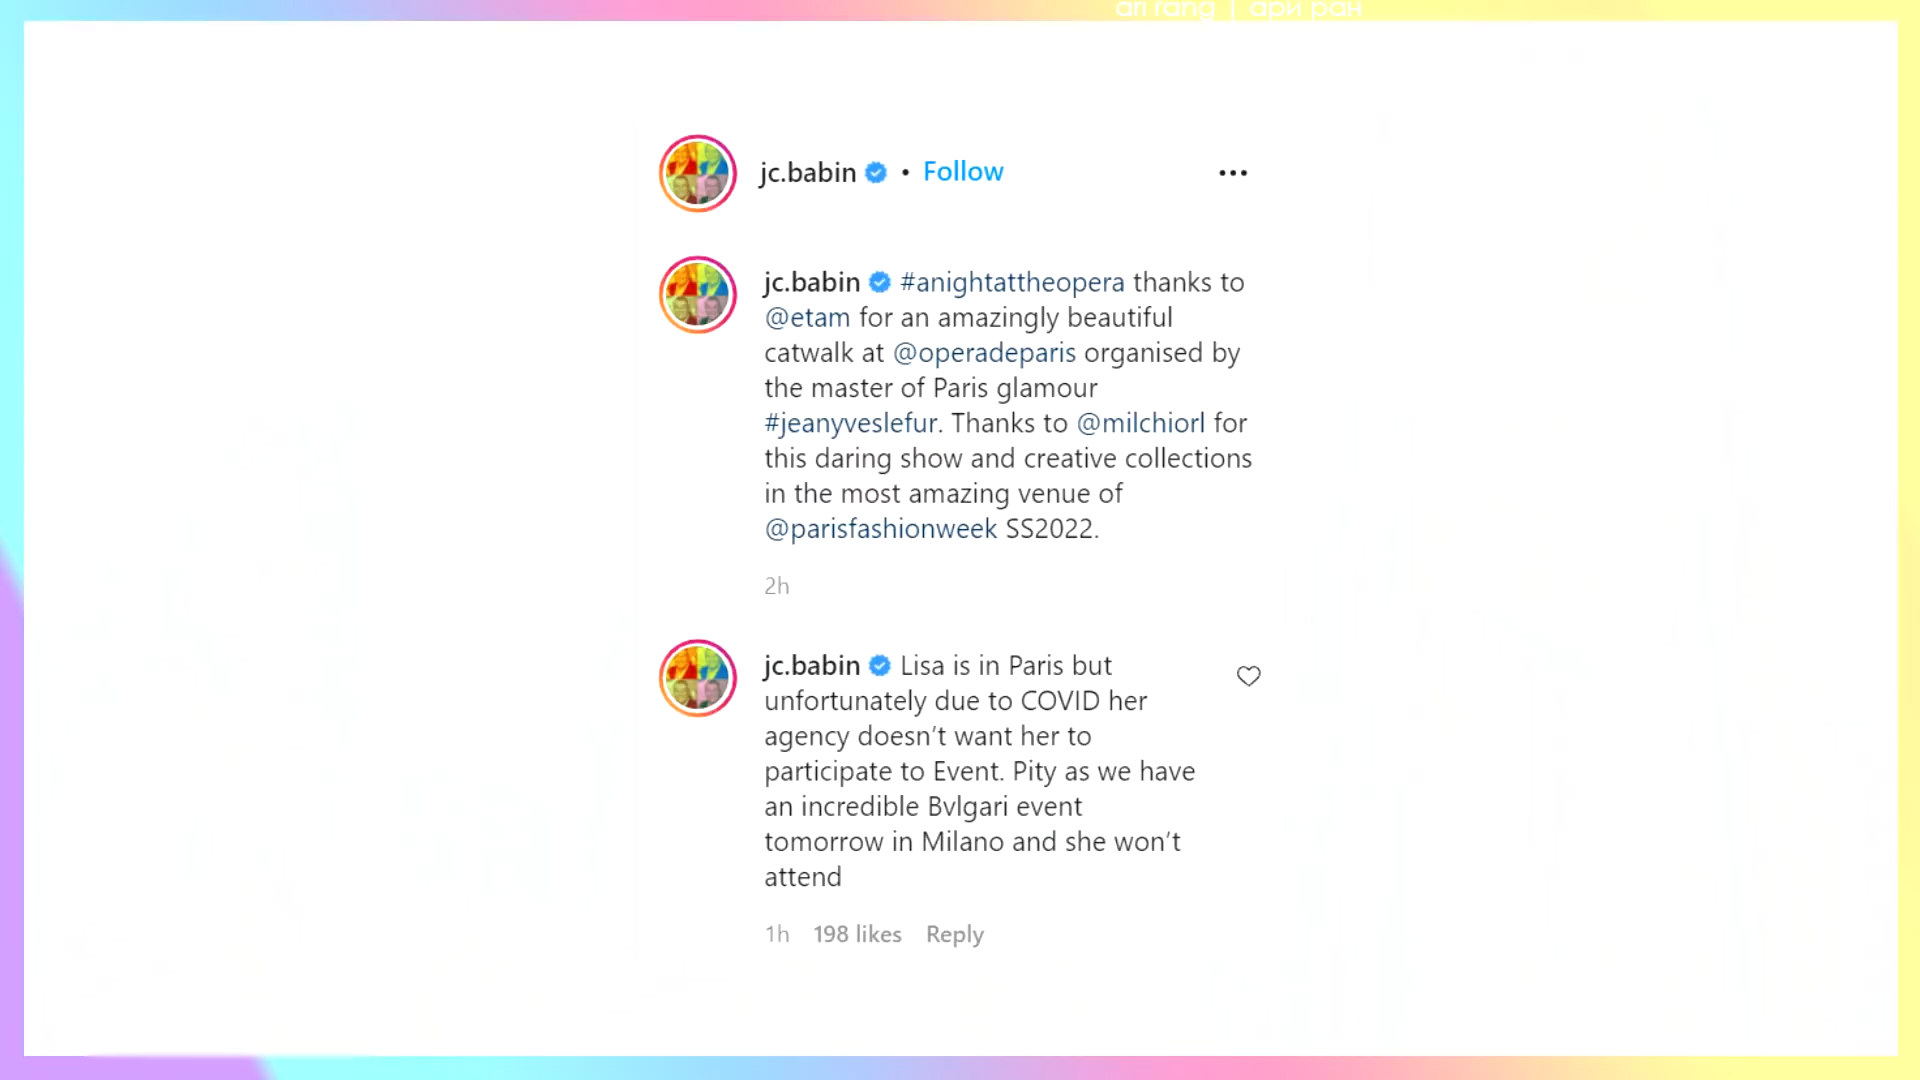 ari rang | ари ран
jc.babin • Follow
jc.babin #anightattheopera thanks to
@etam for an amazingly beautiful
catwalk at @operadeparis organised by
the master of Paris glamour
#jeanyveslefur. Thanks to @milchiorl for
this daring show and creative collections
in the most amazing venue of
@parisfashionweek SS2022.
2h
jc.babin Lisa is in Paris but
unfortunately due to COVID her
agency doesn’t want her to
participate to Event. Pity as we have
an incredible Bvlgari event
tomorrow in Milano and she won’t
attend
1h 198 likes Reply